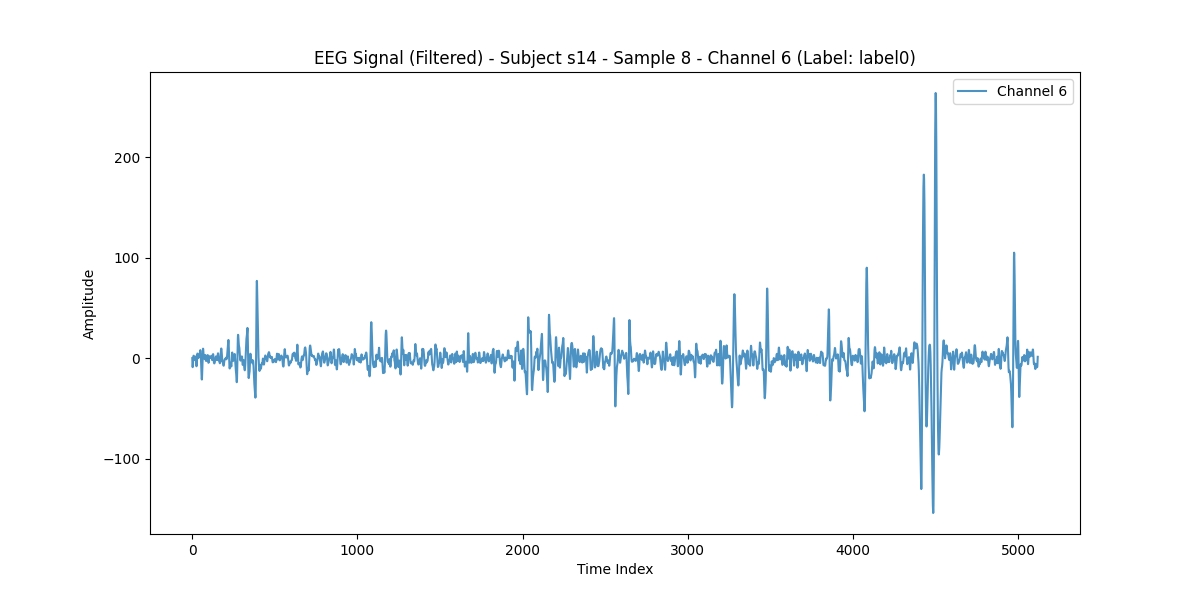 EEG Signal (Filtered) - Subject s14 - Sample 8 - Channel 6 (Label: label0)
Channel 6
200
100
0
−100
Amplitude
0
1000
2000
3000
4000
5000
Time Index